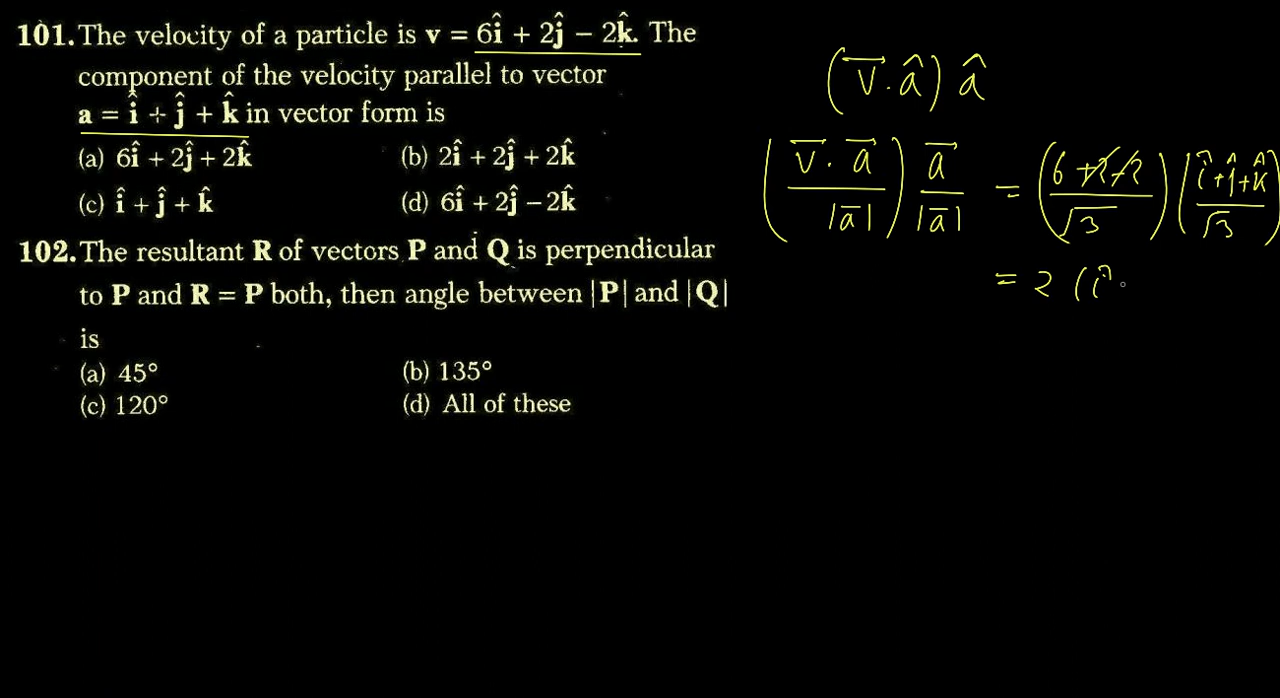 101. The velocity of a particle is v = 6î + 2ĵ − 2k̂. The
component of the velocity parallel to vector
a = î + ĵ + k̂ in vector form is
(a) 6î + 2ĵ + 2k̂ (b) 2î + 2ĵ + 2k̂
(c) î + ĵ + k̂ (d) 6î + 2ĵ − 2k̂
102. The resultant R of vectors P and Q is perpendicular
to P and R = P both, then angle between |P| and |Q|
is
(a) 45° (b) 135°
(c) 120° (d) All of these
(v⃗ . â) â
(v⃗ . a⃗ / |a⃗|) a⃗ / |a⃗| = (6 + 2 − 2 / √3) (î + ĵ + k̂ / √3)
= 2 (î